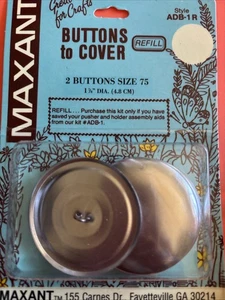 Great
for Crafts
Style
ADB-1R
MAXANT
BUTTONS
to COVER
REFILL
2 BUTTONS SIZE 75
1⅞" DIA. (4.8 CM)
REFILL . . . Purchase this kit only if you have
saved your pusher and holder assembly aids
from our kit #ADB-1.
MAXANT™ 155 Carnes Dr., Fayetteville GA 30214